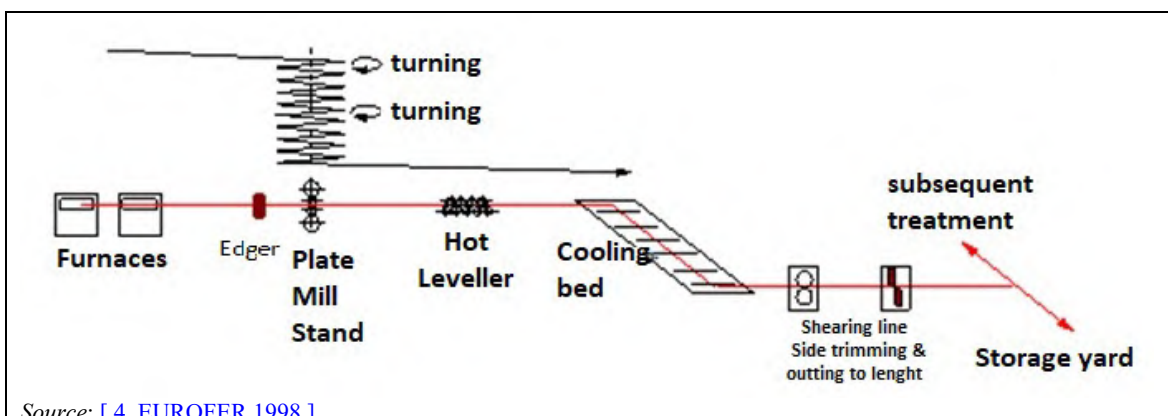 turning
turning
Furnaces
Edger
Plate
Mill
Stand
Hot
Leveller
Cooling
bed
Shearing line
Side trimming &
outting to lenght
subsequent
treatment
Storage yard
Source: [ 4, EUROFER 1998 ]